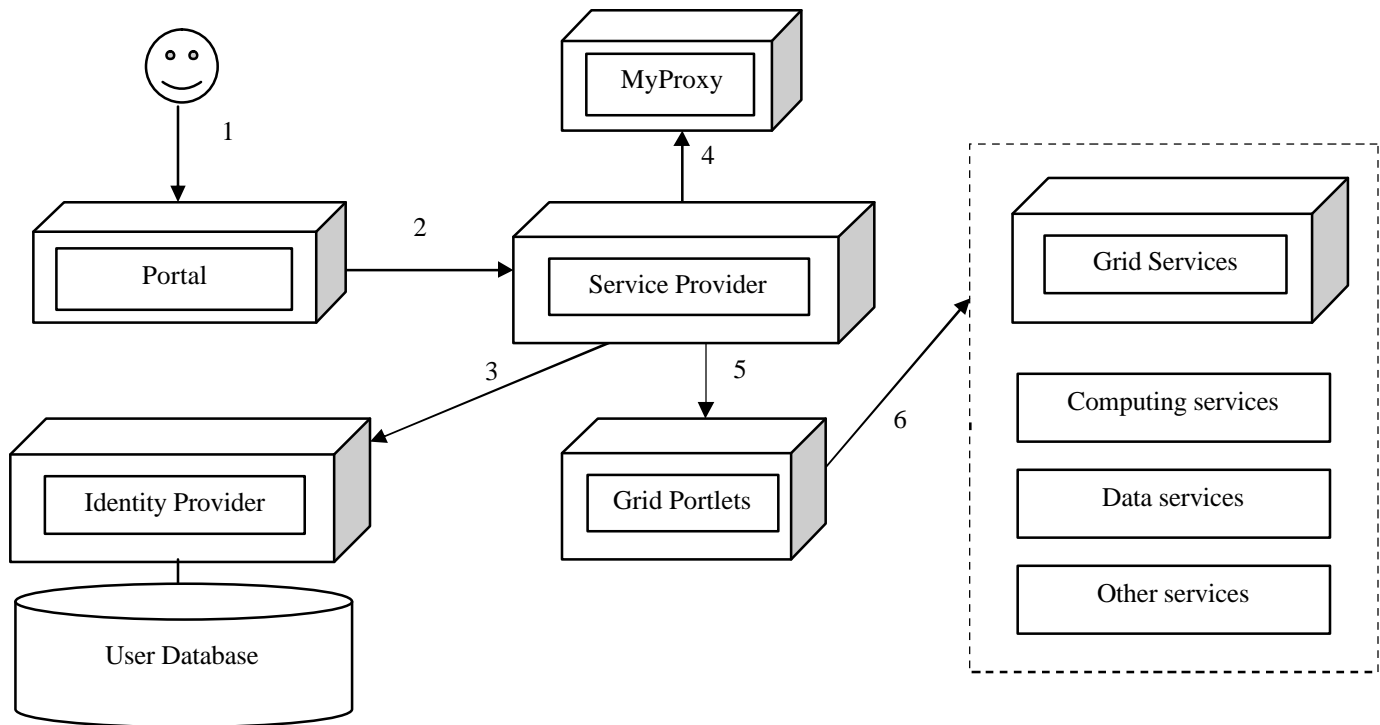 MyProxy
1
4
2
Portal
Service Provider
Grid Services
3
5
6
Computing services
Identity Provider
Grid Portlets
Data services
Other services
User Database